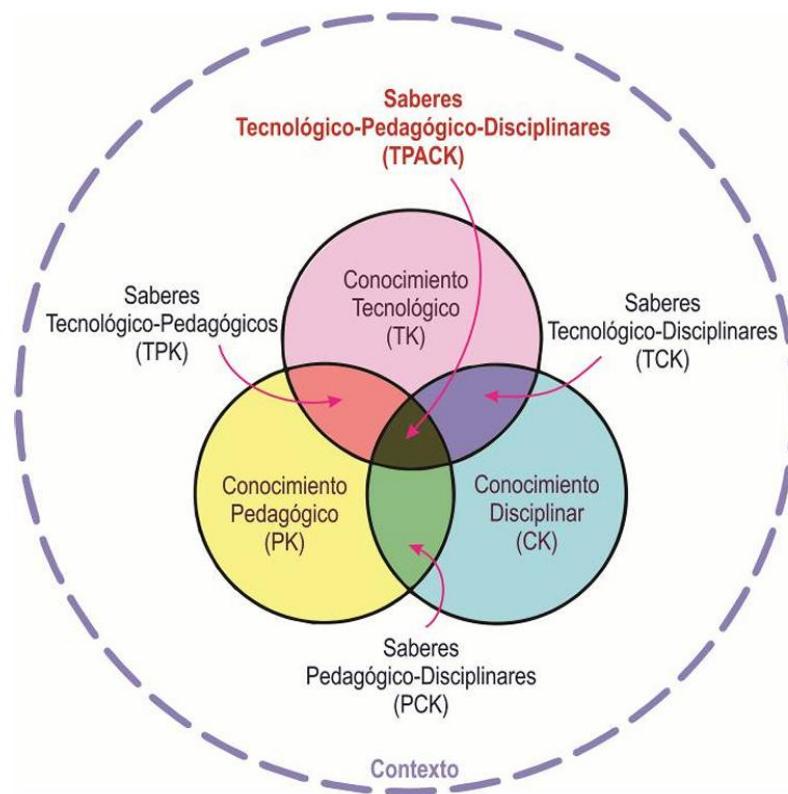 Saberes
Tecnológico-Pedagógico-Disciplinares
(TPACK)
Conocimiento
Tecnológico
(TK)
Saberes
Tecnológico-Pedagógicos
(TPK)
Saberes
Tecnológico-Disciplinares
(TCK)
Conocimiento
Pedagógico
(PK)
Conocimiento
Disciplinar
(CK)
Saberes
Pedagógico-Disciplinares
(PCK)
Contexto